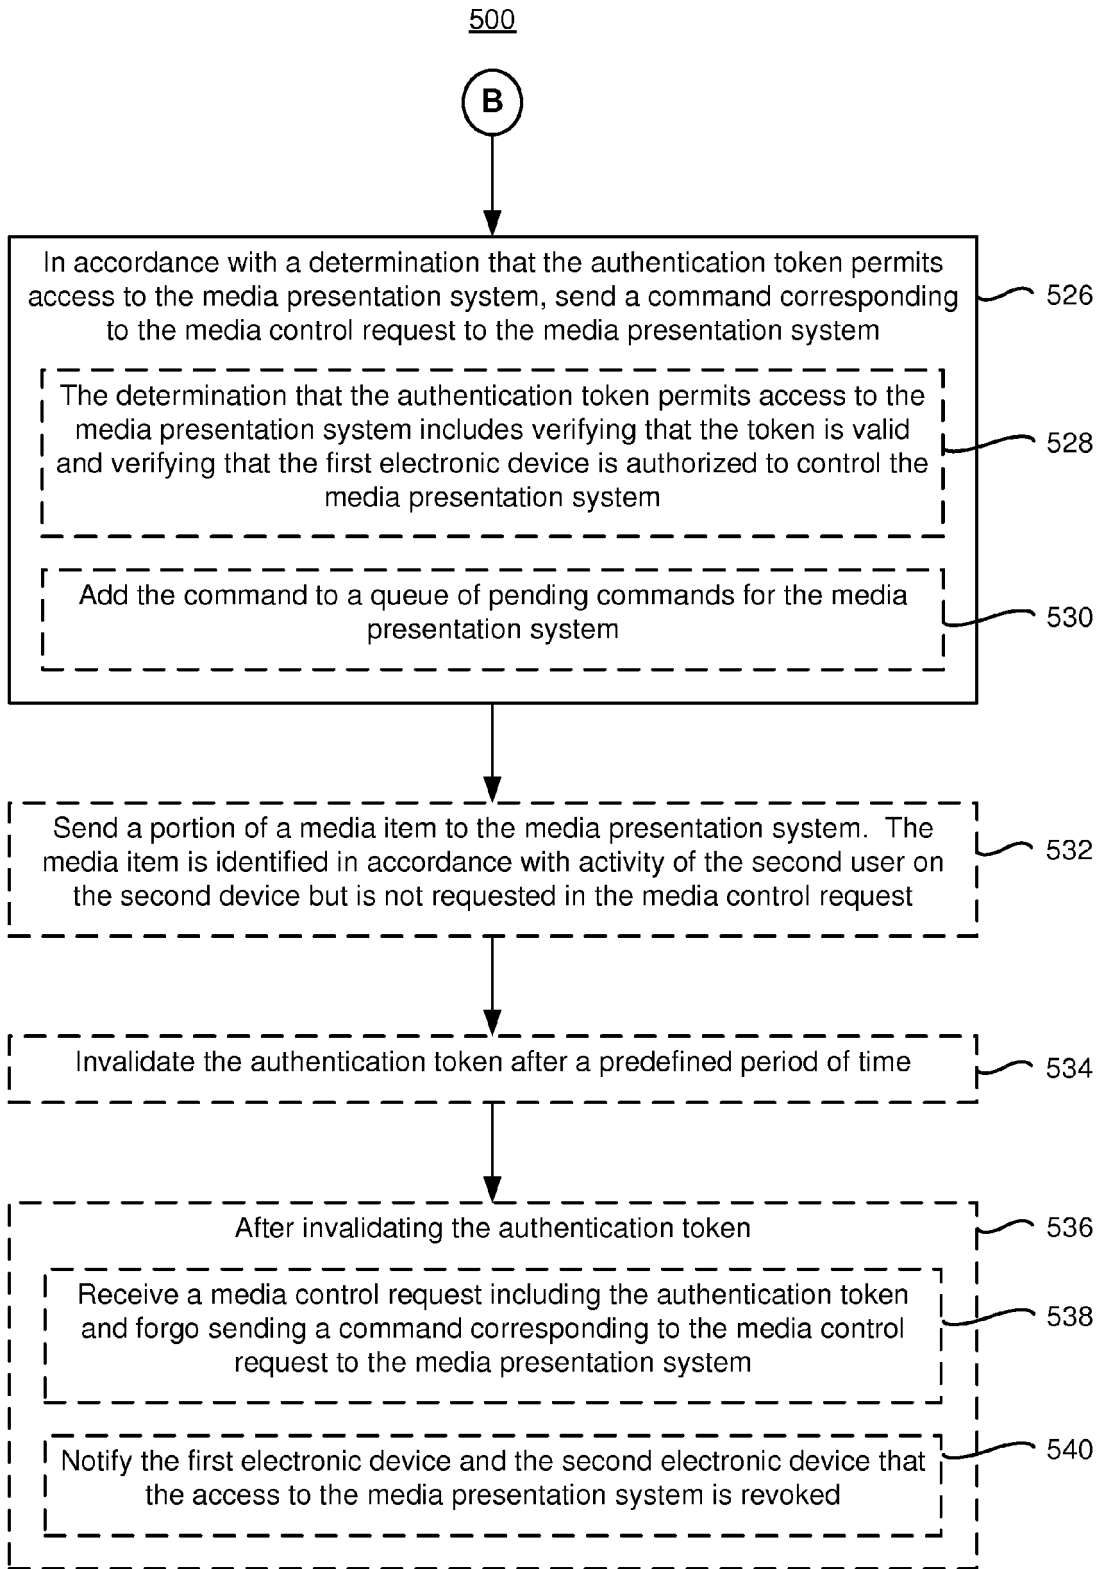 500
B
In accordance with a determination that the authentication token permits
access to the media presentation system, send a command corresponding
to the media control request to the media presentation system
526
The determination that the authentication token permits access to the
media presentation system includes verifying that the token is valid
and verifying that the first electronic device is authorized to control the
media presentation system
528
Add the command to a queue of pending commands for the media
presentation system
530
Send a portion of a media item to the media presentation system.  The
media item is identified in accordance with activity of the second user on
the second device but is not requested in the media control request
532
Invalidate the authentication token after a predefined period of time
534
After invalidating the authentication token
536
Receive a media control request including the authentication token
and forgo sending a command corresponding to the media control
request to the media presentation system
538
Notify the first electronic device and the second electronic device that
the access to the media presentation system is revoked
540